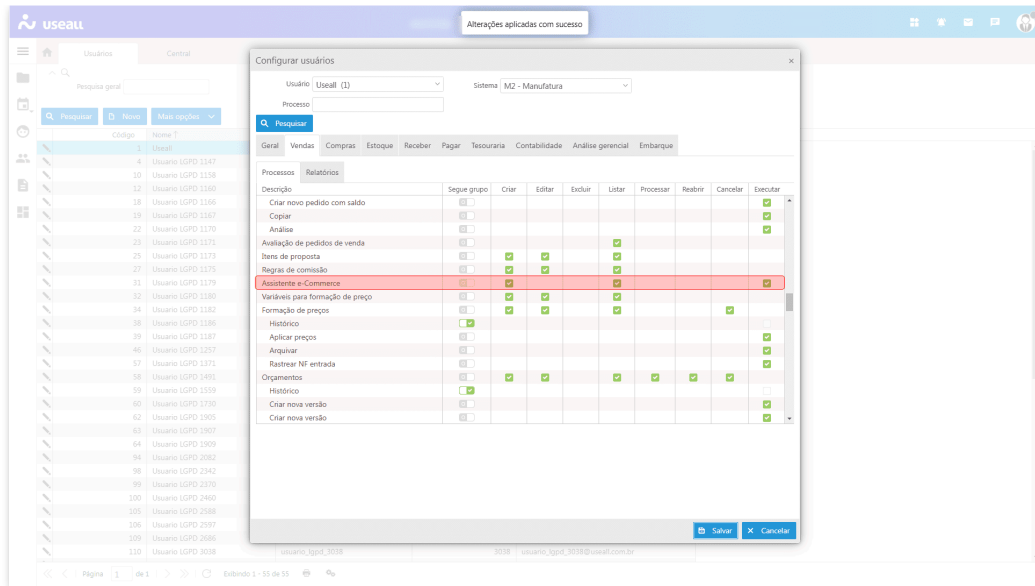 useall
Alterações aplicadas com sucesso
Usuários
Central
Pesquisa geral
Pesquisar
Novo
Mais opções
Código
Nome
1 Useall
4 Usuario LGPD 1147
10 Usuario LGPD 1158
12 Usuario LGPD 1160
18 Usuario LGPD 1166
19 Usuario LGPD 1167
22 Usuario LGPD 1170
23 Usuario LGPD 1171
25 Usuario LGPD 1173
27 Usuario LGPD 1175
31 Usuario LGPD 1179
32 Usuario LGPD 1180
34 Usuario LGPD 1182
38 Usuario LGPD 1186
39 Usuario LGPD 1187
46 Usuario LGPD 1257
57 Usuario LGPD 1371
58 Usuario LGPD 1491
59 Usuario LGPD 1559
60 Usuario LGPD 1730
62 Usuario LGPD 1905
63 Usuario LGPD 1907
64 Usuario LGPD 1909
94 Usuario LGPD 2082
98 Usuario LGPD 2342
99 Usuario LGPD 2370
100 Usuario LGPD 2460
105 Usuario LGPD 2588
106 Usuario LGPD 2597
109 Usuario LGPD 2686
110 Usuario LGPD 3038 usuario_lgpd_3038 3038 usuario_lgpd_3038@useall.com.br
Página 1 de 1 Exibindo 1 - 55 de 55
Configurar usuários
Usuário Useall (1) Sistema M2 - Manufatura
Processo
Pesquisar
Geral Vendas Compras Estoque Receber Pagar Tesouraria Contabilidade Análise gerencial Embarque
Processos Relatórios
Descrição Segue grupo Criar Editar Excluir Listar Processar Reabrir Cancelar Executar
Criar novo pedido com saldo
Copiar
Análise
Avaliação de pedidos de venda
Itens de proposta
Regras de comissão
Assistente e-Commerce
Variáveis para formação de preço
Formação de preços
Histórico
Aplicar preços
Arquivar
Rastrear NF entrada
Orçamentos
Histórico
Criar nova versão
Criar nova versão
Salvar Cancelar